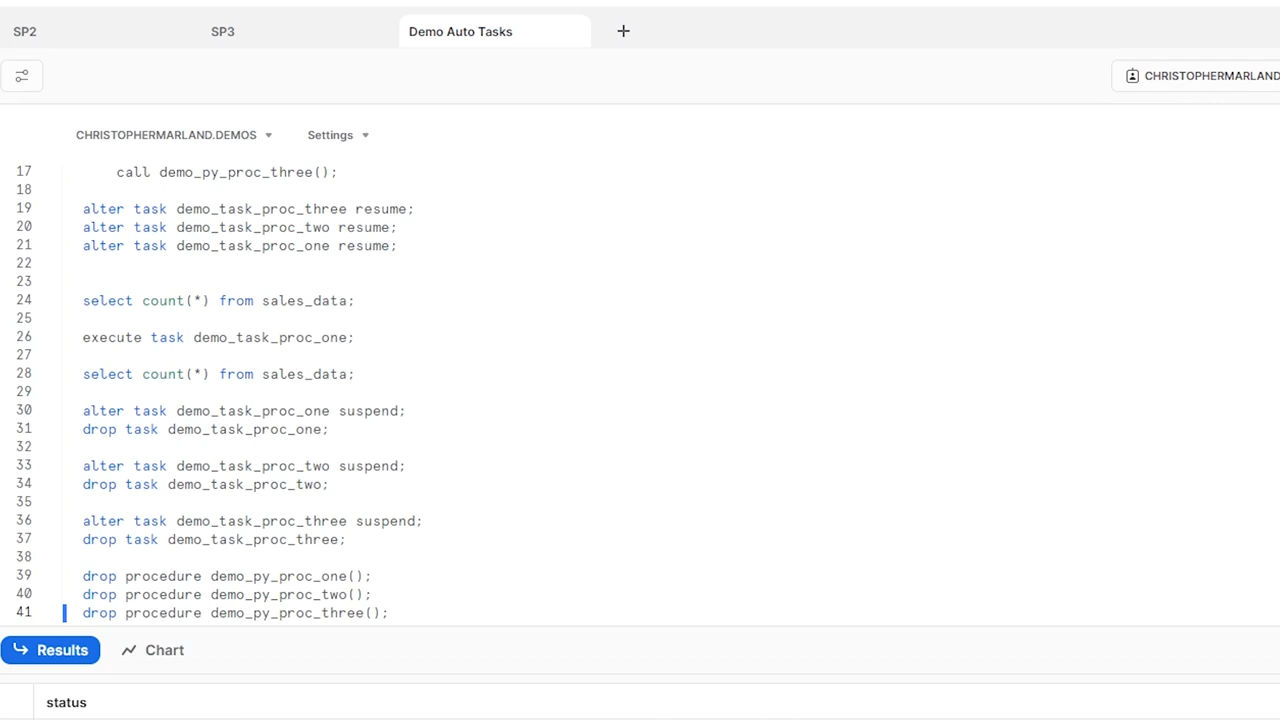 SP2 SP3 Demo Auto Tasks +
CHRISTOPHERMARLAND
CHRISTOPHERMARLAND.DEMOS Settings
17 call demo_py_proc_three();
18
19 alter task demo_task_proc_three resume;
20 alter task demo_task_proc_two resume;
21 alter task demo_task_proc_one resume;
22
23
24 select count(*) from sales_data;
25
26 execute task demo_task_proc_one;
27
28 select count(*) from sales_data;
29
30 alter task demo_task_proc_one suspend;
31 drop task demo_task_proc_one;
32
33 alter task demo_task_proc_two suspend;
34 drop task demo_task_proc_two;
35
36 alter task demo_task_proc_three suspend;
37 drop task demo_task_proc_three;
38
39 drop procedure demo_py_proc_one();
40 drop procedure demo_py_proc_two();
41 drop procedure demo_py_proc_three();
Results Chart
status